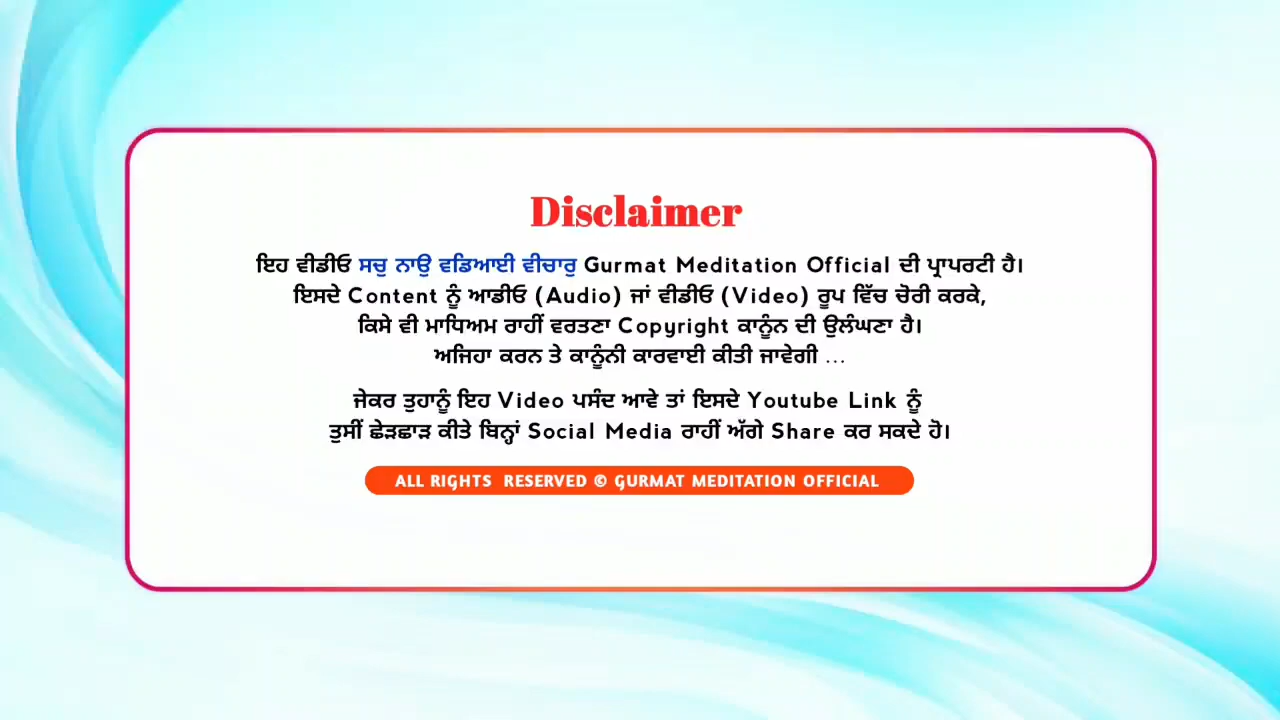 Disclaimer
ਇਹ ਵੀਡੀਓ ਸਚੁ ਨਾਉ ਵਡਿਆਈ ਵੀਚਾਰੁ Gurmat Meditation Official ਦੀ ਪ੍ਰਾਪਰਟੀ ਹੈ।
ਇਸਦੇ Content ਨੂੰ ਆਡੀਓ (Audio) ਜਾਂ ਵੀਡੀਓ (Video) ਰੂਪ ਵਿੱਚ ਚੋਰੀ ਕਰਕੇ,
ਕਿਸੇ ਵੀ ਮਾਧਿਅਮ ਰਾਹੀਂ ਵਰਤਣਾ Copyright ਕਾਨੂੰਨ ਦੀ ਉਲੰਘਣਾ ਹੈ।
ਅਜਿਹਾ ਕਰਨ ਤੇ ਕਾਨੂੰਨੀ ਕਾਰਵਾਈ ਕੀਤੀ ਜਾਵੇਗੀ ...
ਜੇਕਰ ਤੁਹਾਨੂੰ ਇਹ Video ਪਸੰਦ ਆਵੇ ਤਾਂ ਇਸਦੇ Youtube Link ਨੂੰ
ਤੁਸੀਂ ਛੇੜਛਾੜ ਕੀਤੇ ਬਿਨ੍ਹਾਂ Social Media ਰਾਹੀਂ ਅੱਗੇ Share ਕਰ ਸਕਦੇ ਹੋ।
ALL RIGHTS RESERVED © GURMAT MEDITATION OFFICIAL